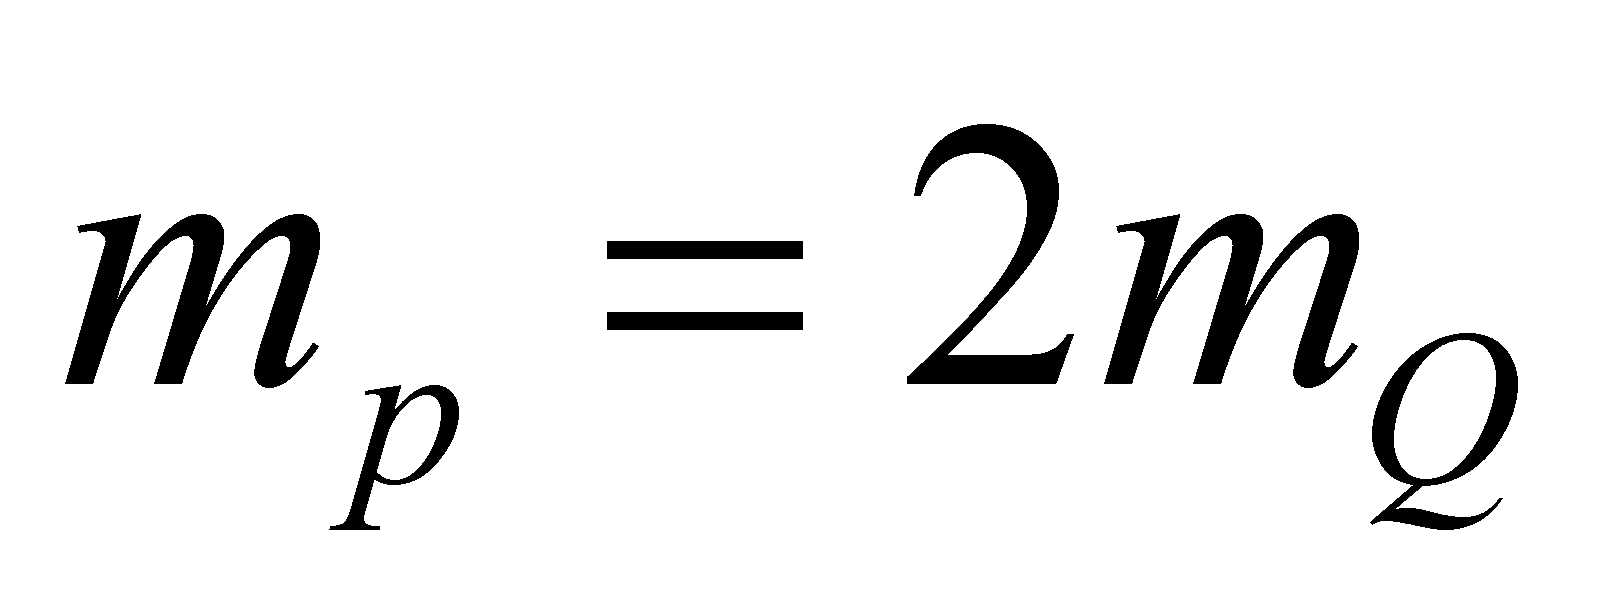 m_p = 2m_Q